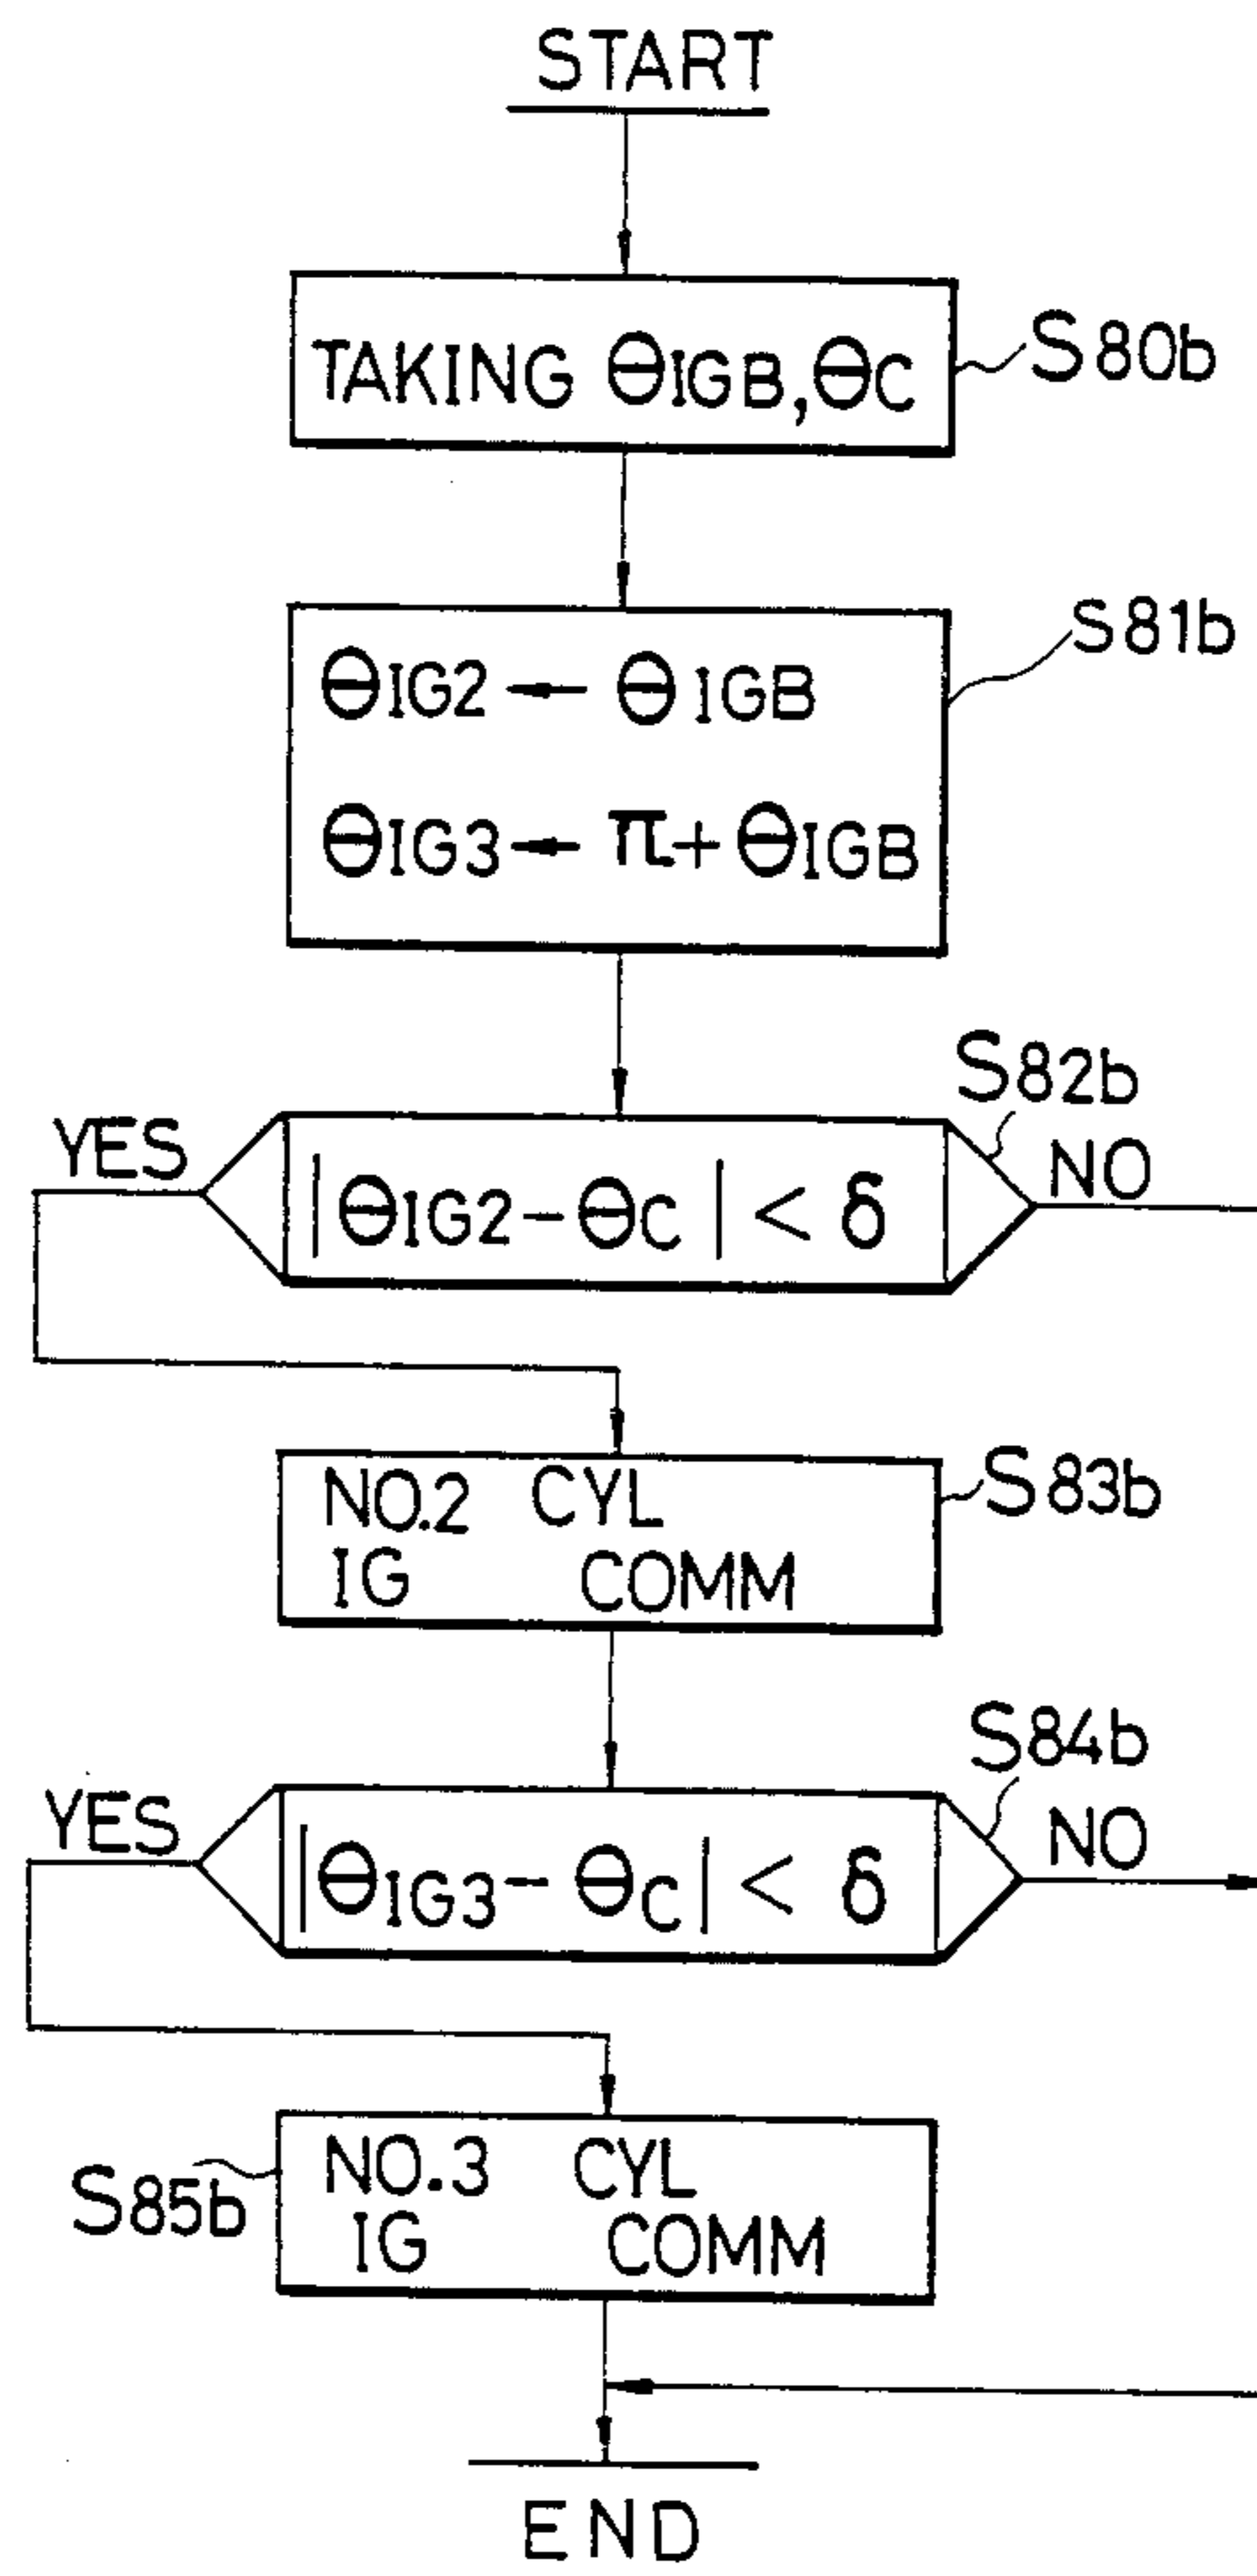 START
TAKING ΘIGB, ΘC
S80b
S81b
ΘIG2 ← ΘIGB
ΘIG3 ← π + ΘIGB
S82b
YES
NO
|ΘIG2 - ΘC| < δ
S83b
NO.2 CYL
IG COMM
S84b
YES
NO
|ΘIG3 - ΘC| < δ
NO.3 CYL
S85b
IG COMM
END